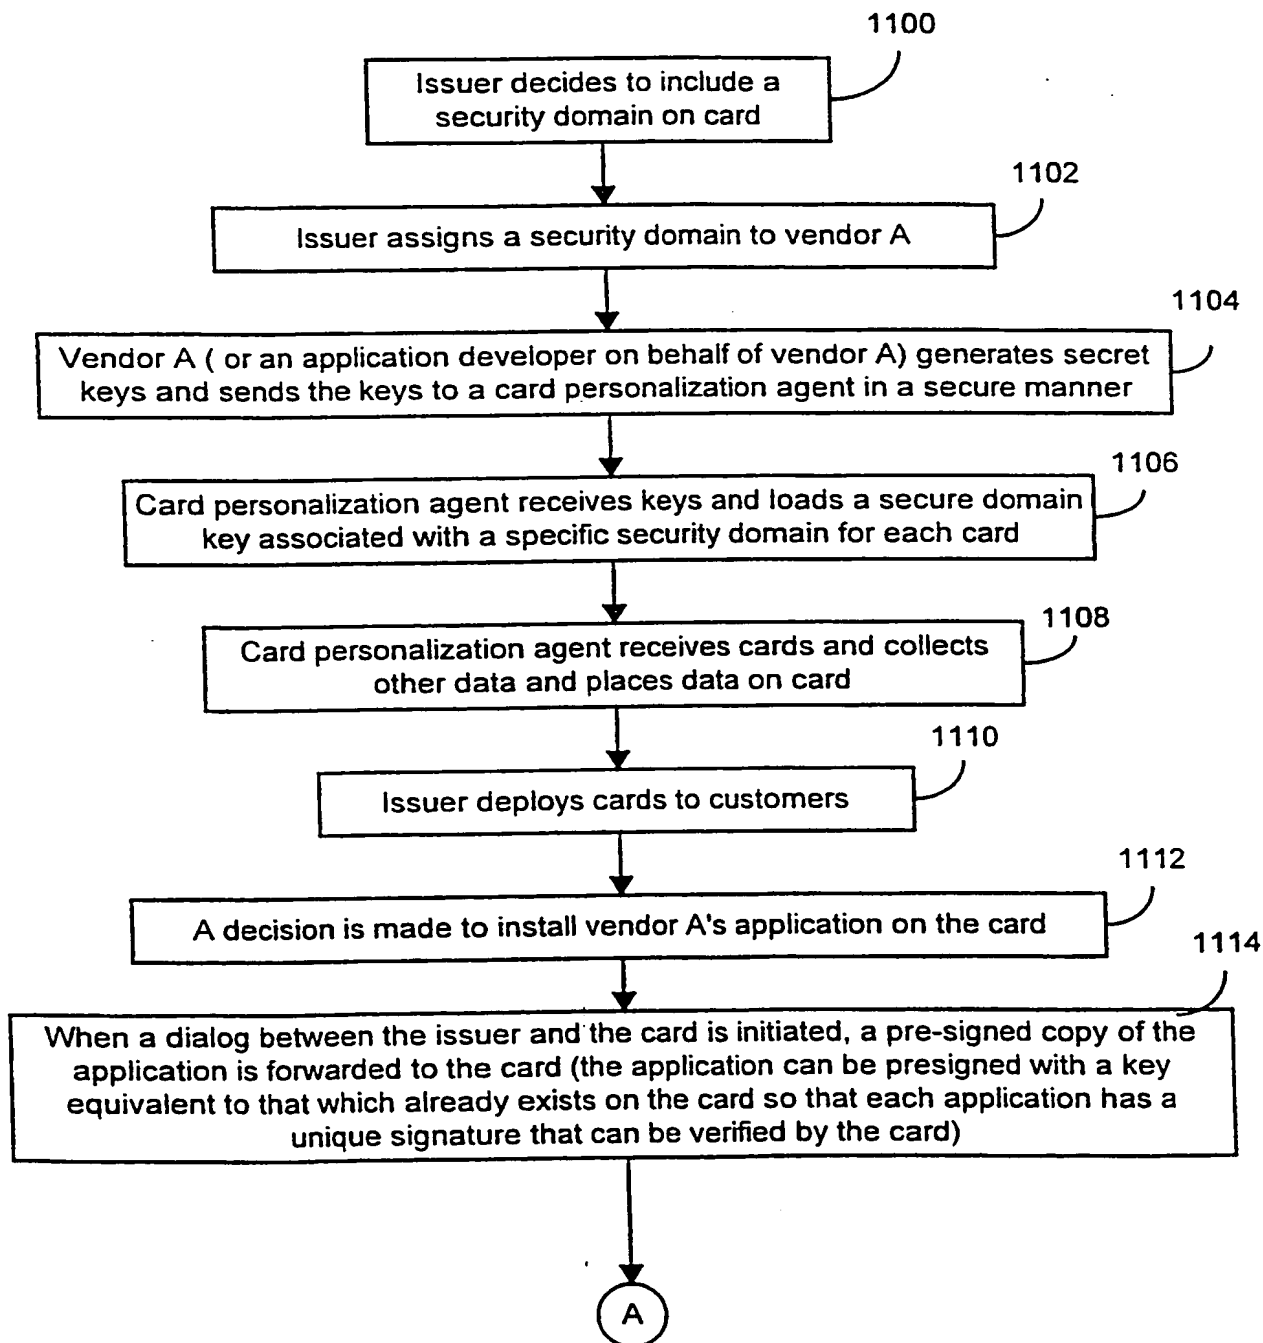 1100
Issuer decides to include a
security domain on card
1102
Issuer assigns a security domain to vendor A
1104
Vendor A ( or an application developer on behalf of vendor A) generates secret
keys and sends the keys to a card personalization agent in a secure manner
1106
Card personalization agent receives keys and loads a secure domain
key associated with a specific security domain for each card
1108
Card personalization agent receives cards and collects
other data and places data on card
1110
Issuer deploys cards to customers
1112
A decision is made to install vendor A's application on the card
1114
When a dialog between the issuer and the card is initiated, a pre-signed copy of the
application is forwarded to the card (the application can be presigned with a key
equivalent to that which already exists on the card so that each application has a
unique signature that can be verified by the card)
A